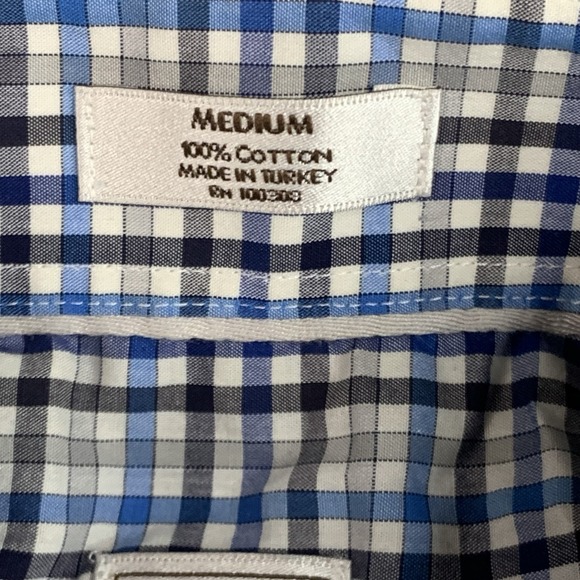 MEDIUM
100% COTTON
MADE IN TURKEY
RN 100303